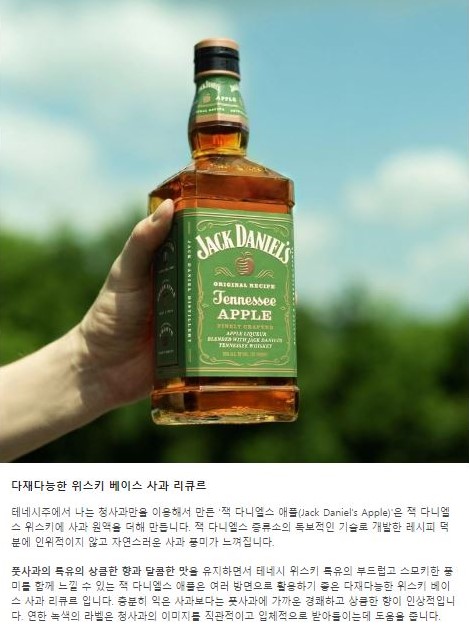 JACK DANIEL'S
ORIGINAL RECIPE
Tennessee
APPLE
FINELY CRAFTED
APPLE LIQUEUR
BLENDED WITH JACK DANIEL'S
TENNESSEE WHISKEY
다재다능한 위스키 베이스 사과 리큐르
테네시주에서 나는 청사과만을 이용해서 만든 '잭 다니엘스 애플(Jack Daniel's Apple)'은 잭 다니엘
스 위스키에 사과 원액을 더해 만듭니다. 잭 다니엘스 증류소의 독보적인 기술로 개발한 레시피 덕
분에 인위적이지 않고 자연스러운 사과 풍미가 느껴집니다.
풋사과의 특유의 상큼한 향과 달콤한 맛을 유지하면서 테네시 위스키 특유의 부드럽고 스모키한 풍
미를 함께 느낄 수 있는 잭 다니엘스 애플은 여러 방면으로 활용하기 좋은 다재다능한 위스키 베이
스 사과 리큐르 입니다. 충분히 익은 사과보다는 풋사과에 가까운 경쾌하고 상큼한 향이 인상적입니
다. 연한 녹색의 라벨은 청사과의 이미지를 직관적이고 입체적으로 받아들이는데 도움을 줍니다.